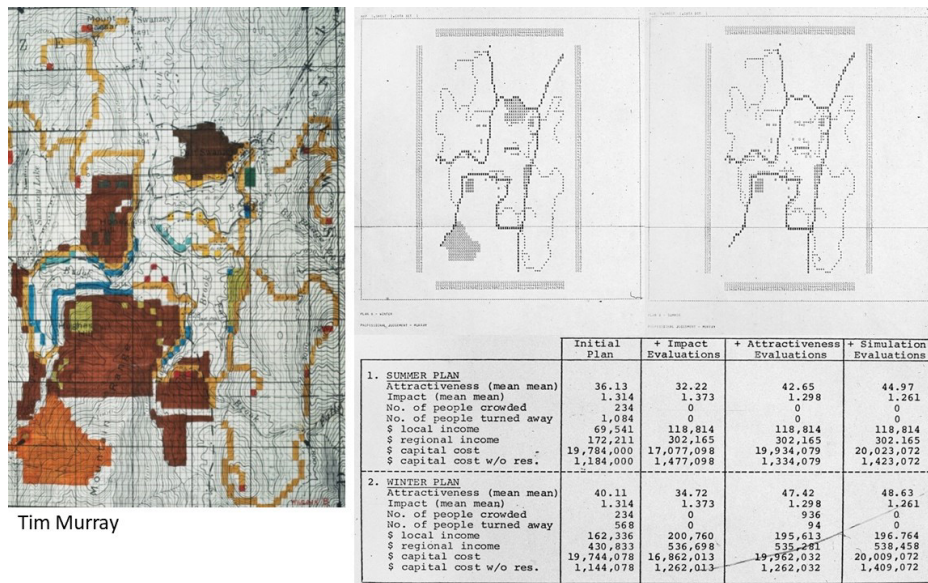 Mount
Swansey
Tim Murray
PLAN A - WINTER
PROFESSIONAL JUDGEMENT - MURRAY
Initial Plan | + Impact Evaluations | + Attractiveness Evaluations | + Simulation Evaluations
1. SUMMER PLAN
Attractiveness (mean mean) 36.13 32.22 42.65 44.97
Impact (mean mean) 1.314 1.373 1.298 1.261
No. of people crowded 234 0 0 0
No. of people turned away 1,084 0 0 0
$ local income 69,541 118,814 118,814 118,814
$ regional income 172,211 302,165 302,165 302.165
$ capital cost 19,784,000 17,077,098 19,934,079 20,023,072
$ capital cost w/o res. 1,184,000 1,477,098 1,334,079 1,423,072
2. WINTER PLAN
Attractiveness (mean mean) 40.11 34.72 47.42 48.63
Impact (mean mean) 1.314 1.373 1.298 1.261
No. of people crowded 234 0 936 0
No. of people turned away 568 0 94 0
$ local income 162,336 200,760 195,613 196.764
$ regional income 430,833 536,698 535,281 538,458
$ capital cost 19,744,078 16,862,013 19,962,032 20,009,072
$ capital cost w/o res. 1,144,078 1,262,013 1,262,032 1,409,072